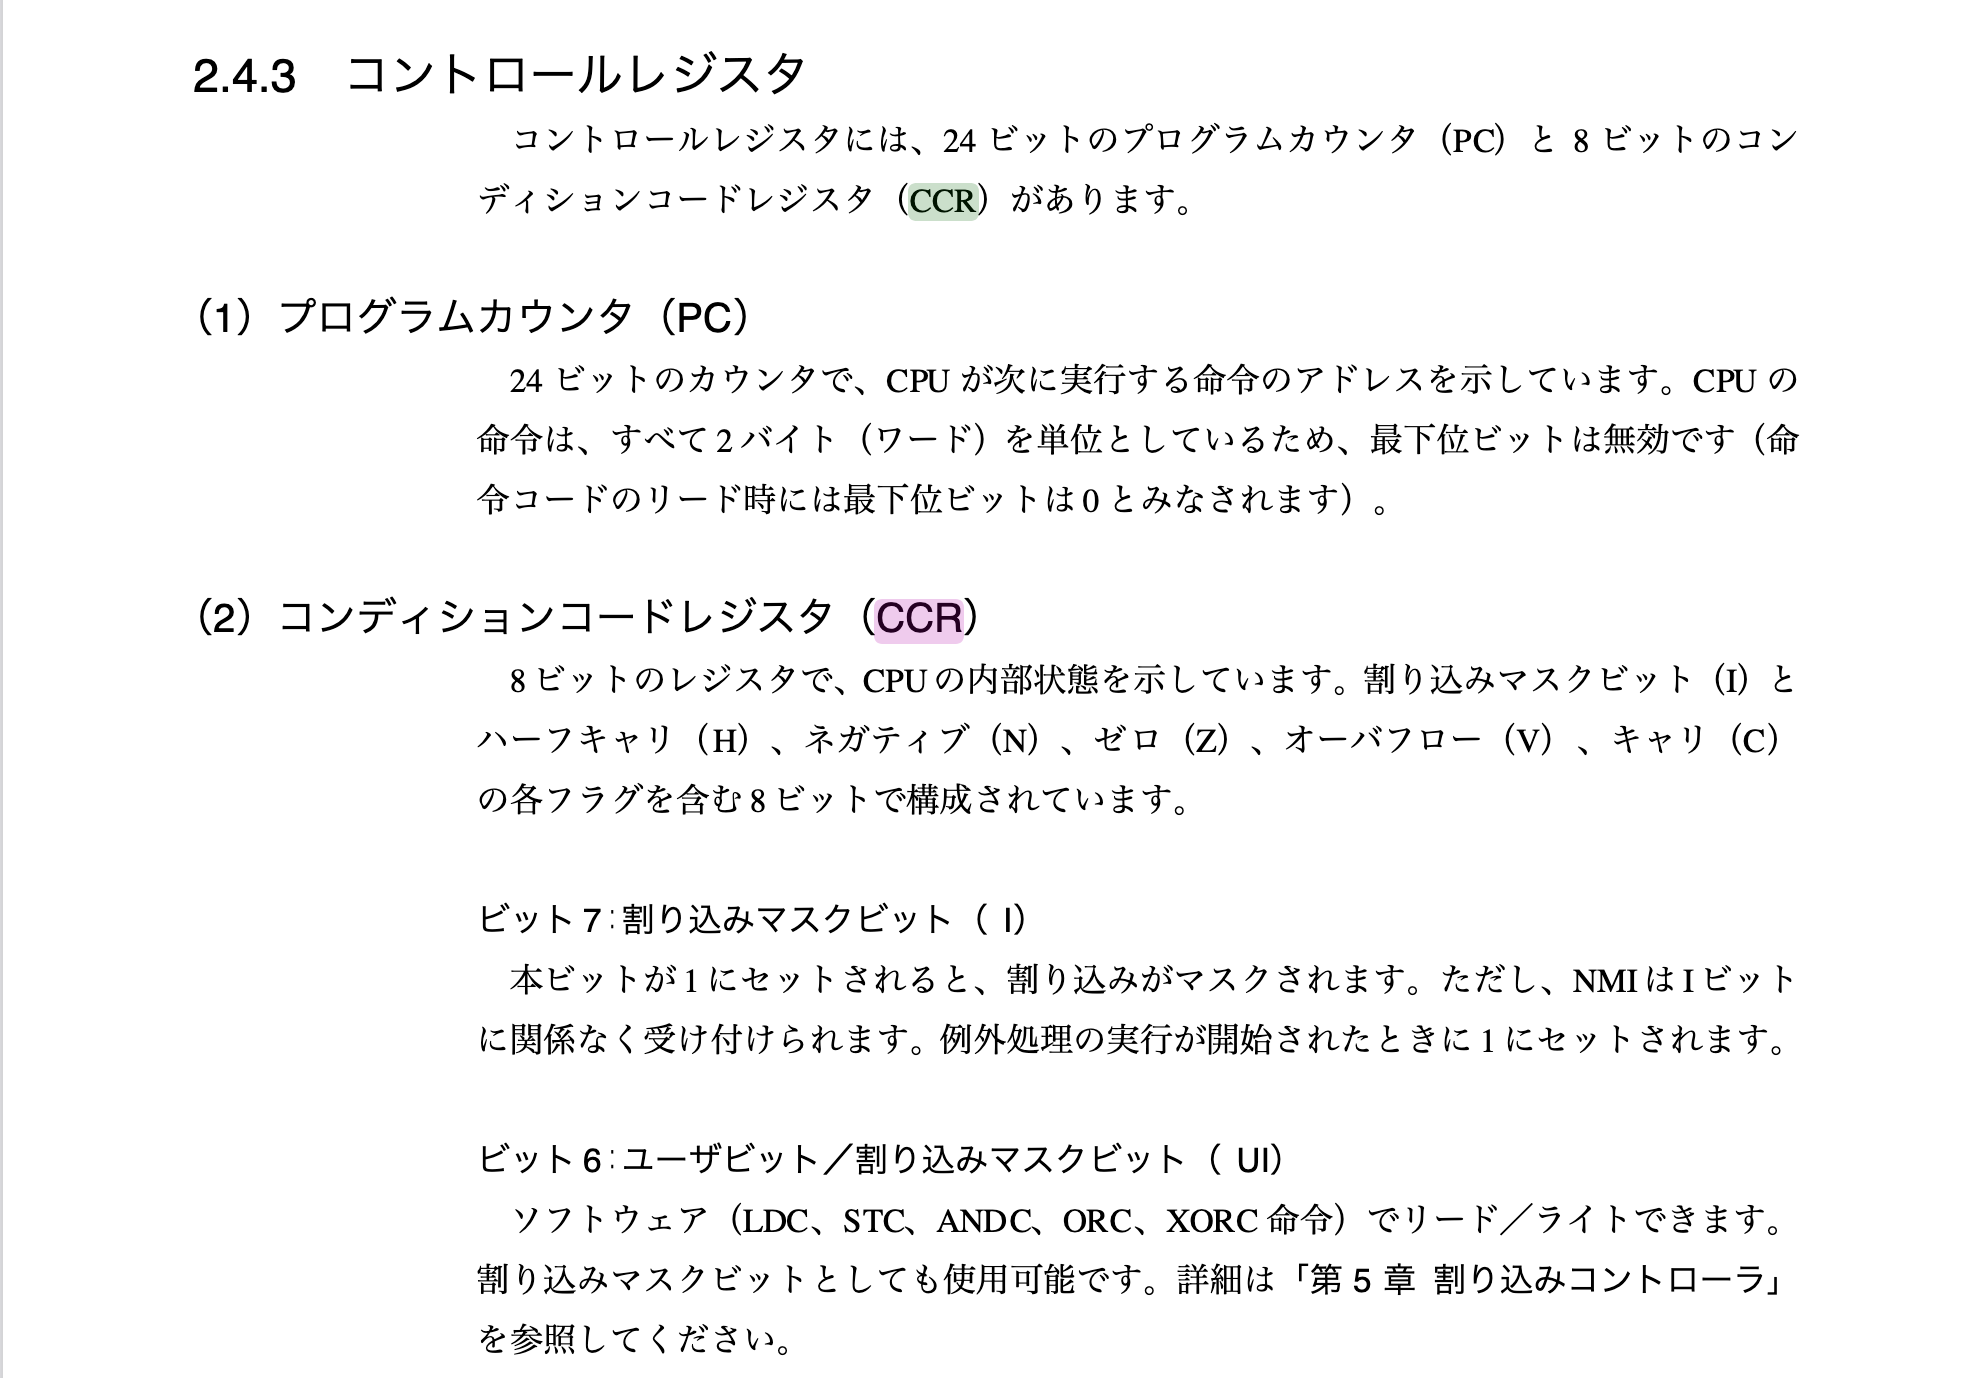 2.4.3 コントロールレジスタ
コントロールレジスタには、24 ビットのプログラムカウンタ（PC）と 8 ビットのコン
ディションコードレジスタ（CCR）があります。
（1）プログラムカウンタ（PC）
24 ビットのカウンタで、CPU が次に実行する命令のアドレスを示しています。CPU の
命令は、すべて 2 バイト（ワード）を単位としているため、最下位ビットは無効です（命
令コードのリード時には最下位ビットは 0 とみなされます）。
（2）コンディションコードレジスタ（CCR）
8 ビットのレジスタで、CPU の内部状態を示しています。割り込みマスクビット（I）と
ハーフキャリ（H）、ネガティブ（N）、ゼロ（Z）、オーバフロー（V）、キャリ（C）
の各フラグを含む 8 ビットで構成されています。
ビット 7：割り込みマスクビット（ I）
本ビットが 1 にセットされると、割り込みがマスクされます。ただし、NMI は I ビット
に関係なく受け付けられます。例外処理の実行が開始されたときに 1 にセットされます。
ビット 6：ユーザビット／割り込みマスクビット（ UI）
ソフトウェア（LDC、STC、ANDC、ORC、XORC 命令）でリード／ライトできます。
割り込みマスクビットとしても使用可能です。詳細は「第 5 章 割り込みコントローラ」
を参照してください。